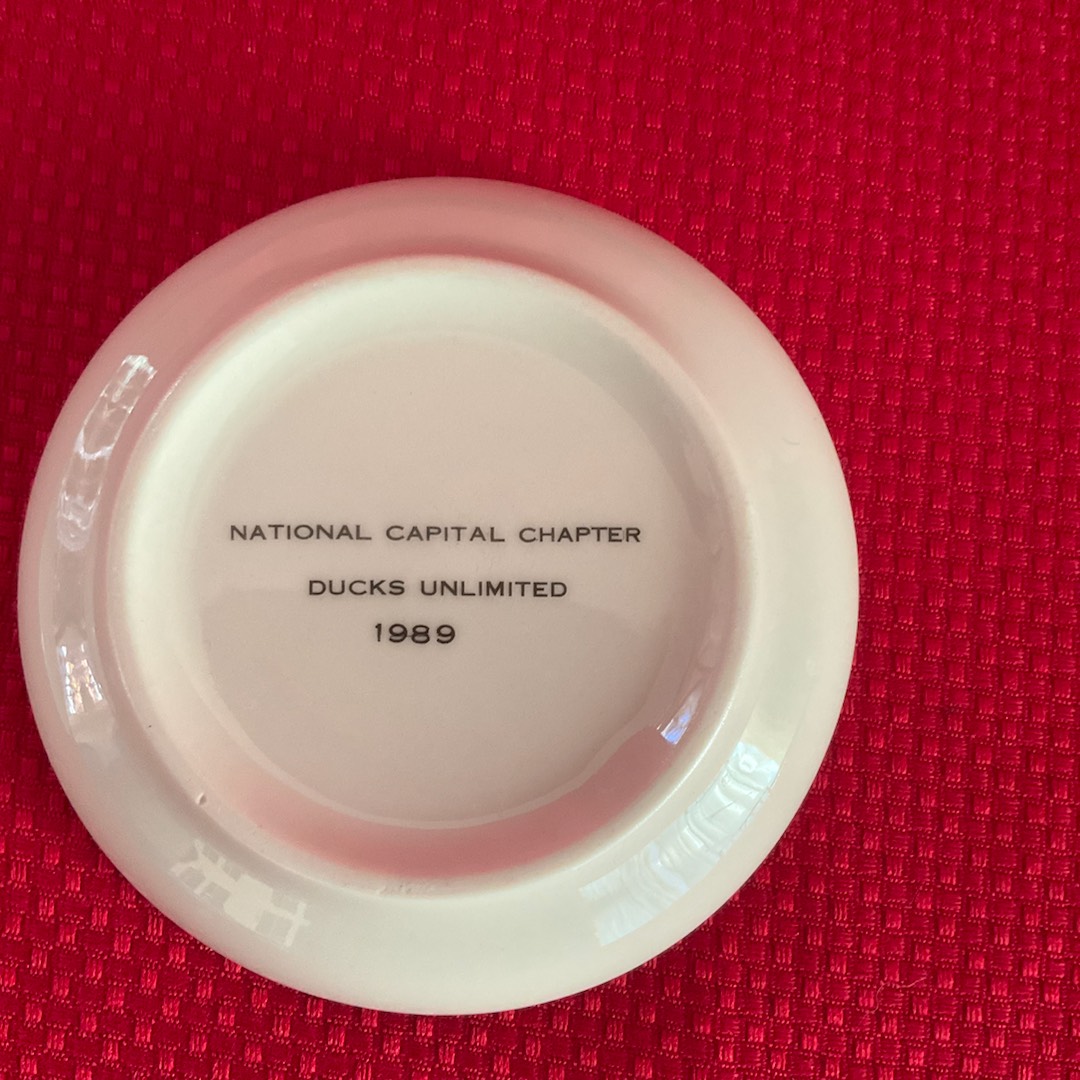 NATIONAL CAPITAL CHAPTER
DUCKS UNLIMITED
1989